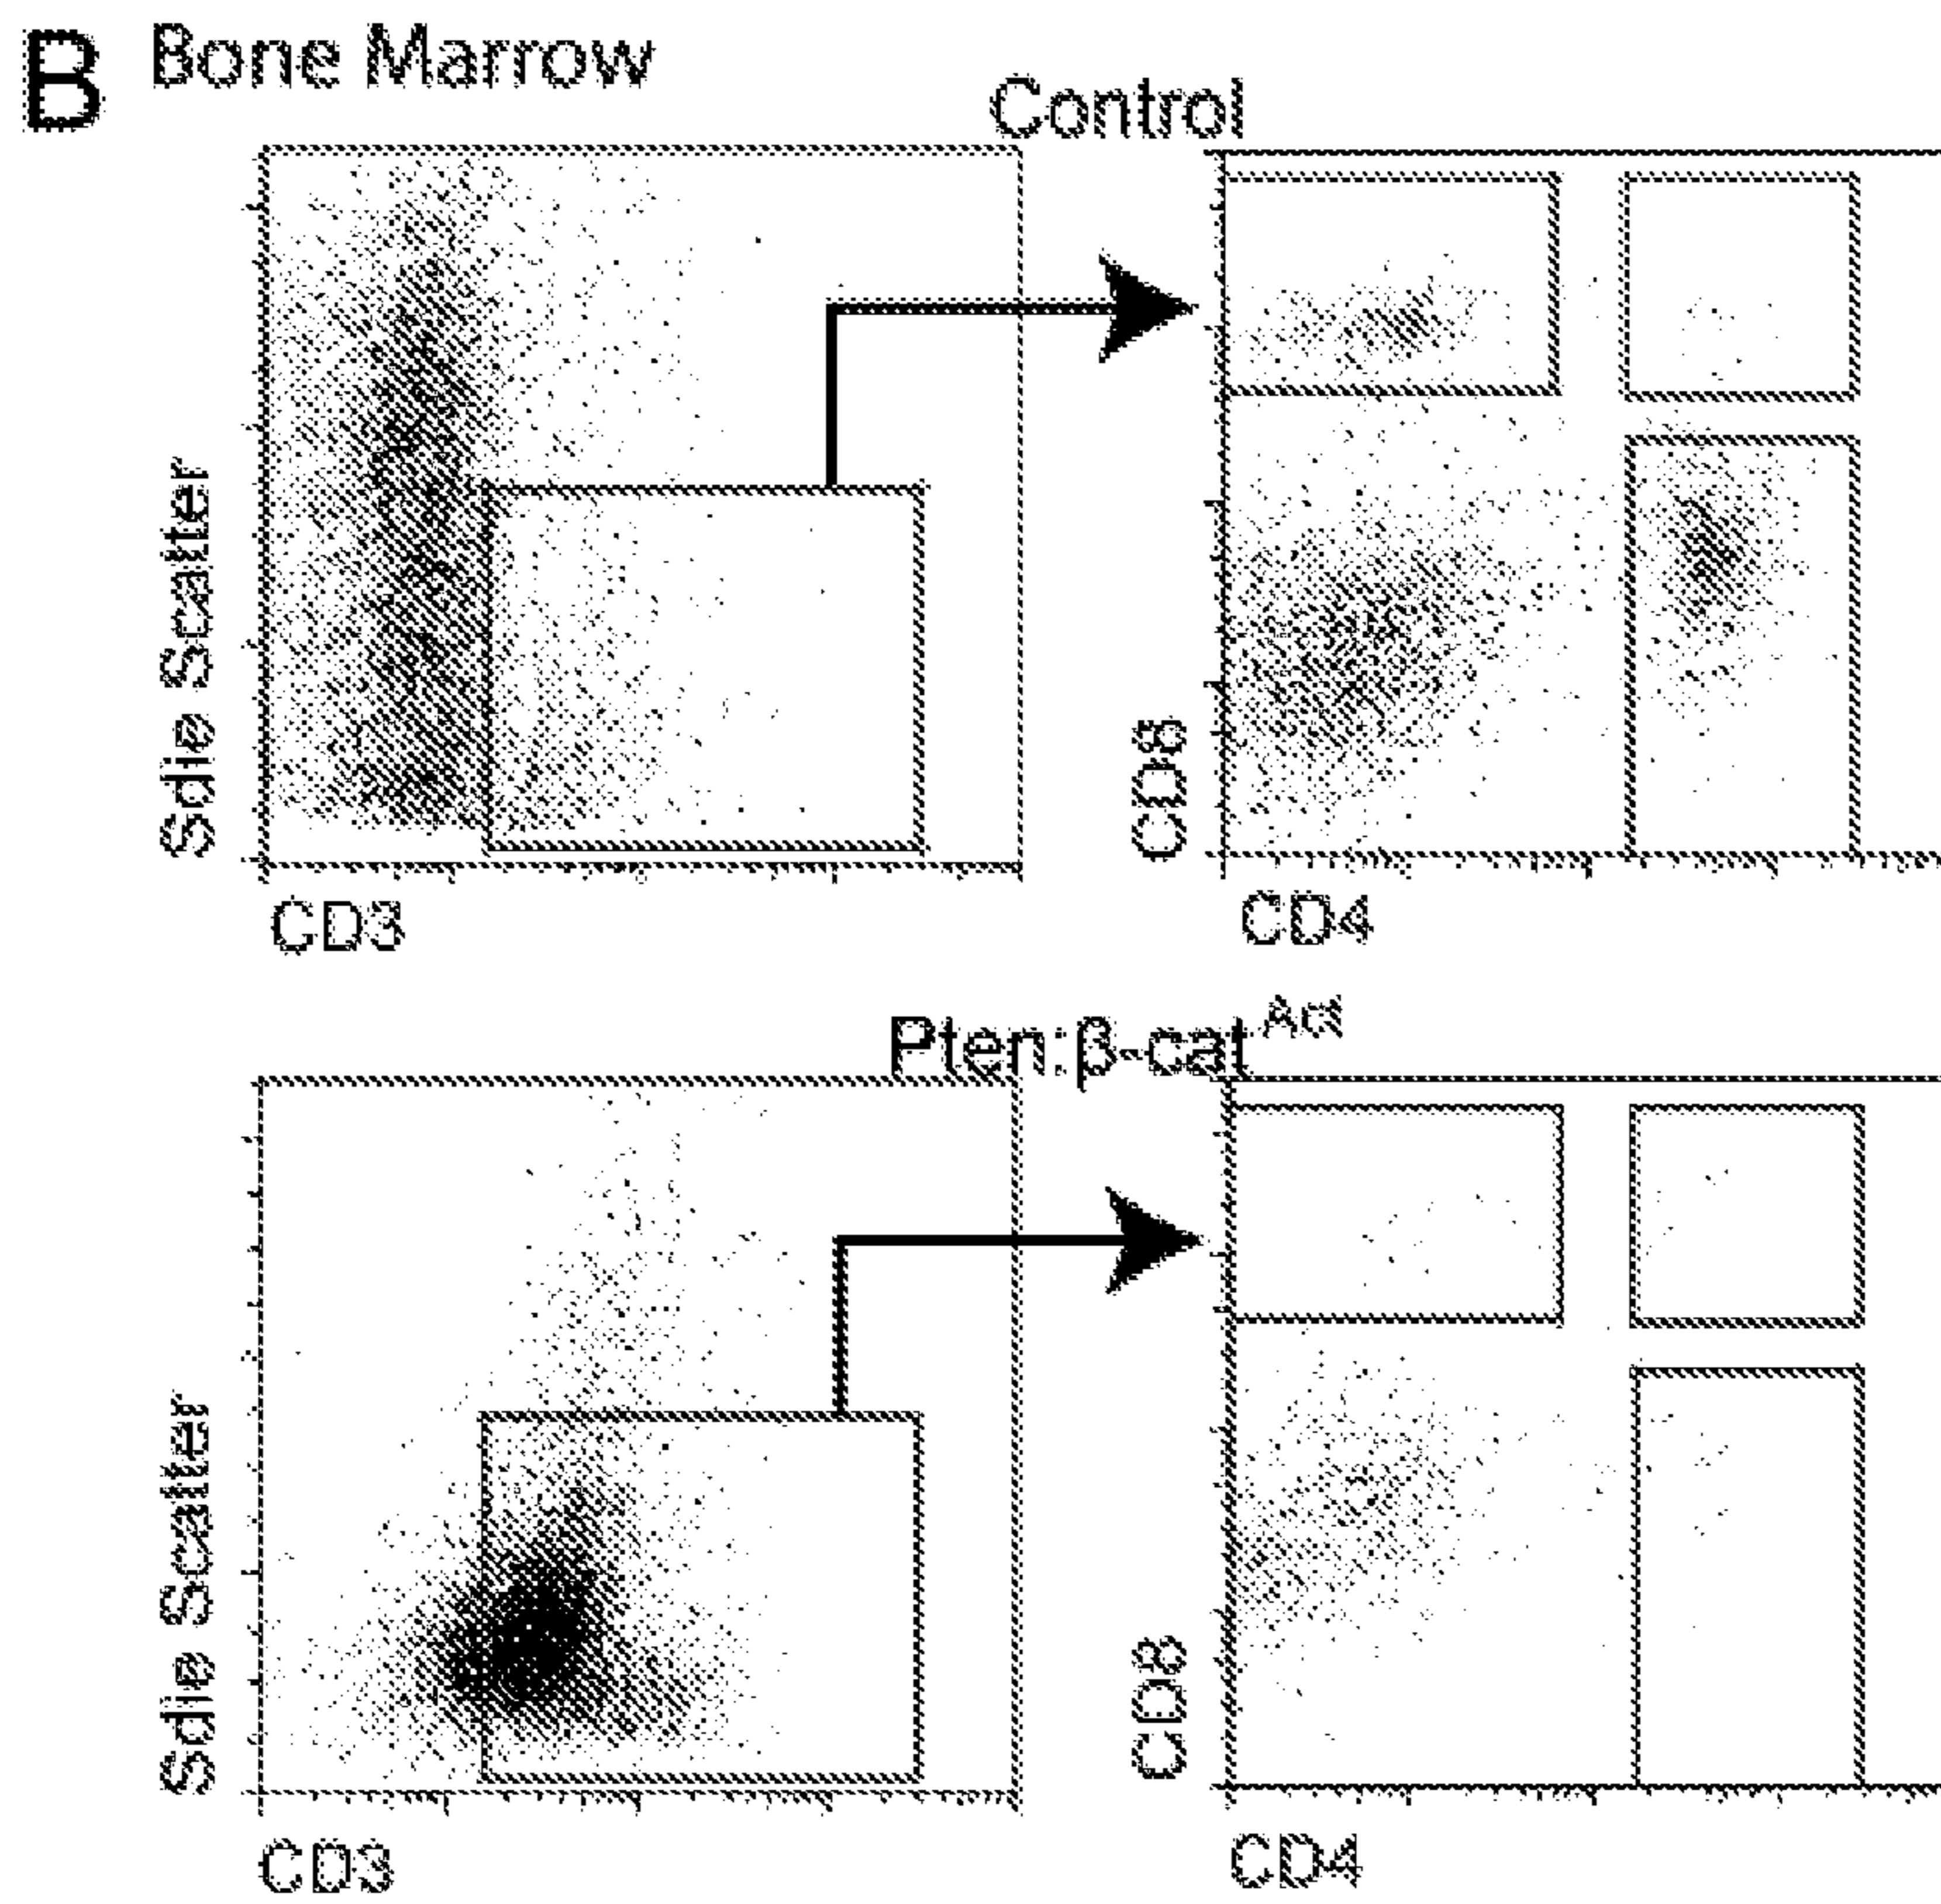 B Bone Marrow
Control
Sdie Scatter
CD3
CD8
CD4
Pten:β-cat^Act
Sdie Scatter
CD3
CD8
CD4